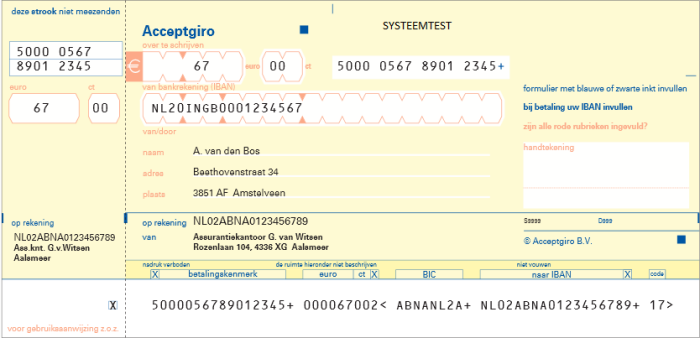 deze strook niet meezenden
5000 0567
8901 2345
euro ct
67 00
op rekening
NL02ABNA0123456789
Ass.knt. G.v.Witsen
Aalsmeer
X
voor gebruiksaanwijzing z.o.z.
Acceptgiro
SYSTEEMTEST
over te schrijven
€ 67 euro 00 ct 5000 0567 8901 2345+
van bankrekening (IBAN)
NL20INGB0001234567
van/door
naam A. van den Bos
adres Beethovenstraat 34
plaats 3851 AF Amstelveen
formulier met blauwe of zwarte inkt invullen
bij betaling uw IBAN invullen
zijn alle rode rubrieken ingevuld?
handtekening
op rekening NL02ABNA0123456789
van Assurantiekantoor G. van Witsen
Rozenlaan 104, 4336 XG Aalsmeer
Sssss Dsss
© Acceptgiro B.V.
nadruk verboden de ruimte hieronder niet beschrijven niet vouwen
X betalingskenmerk euro ct X BIC naar IBAN X code
5000056789012345+ 000067002< ABNANL2A+ NL02ABNA0123456789+ 17>